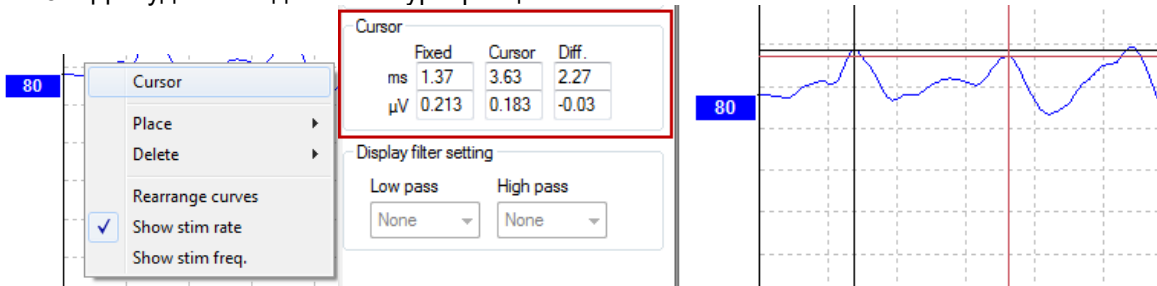 80
Cursor
Place
Delete
Rearrange curves
Show stim rate
Show stim freq.
Cursor
Fixed Cursor Diff.
ms 1.37 3.63 2.27
µV 0.213 0.183 -0.03
Display filter setting
Low pass High pass
None None
80